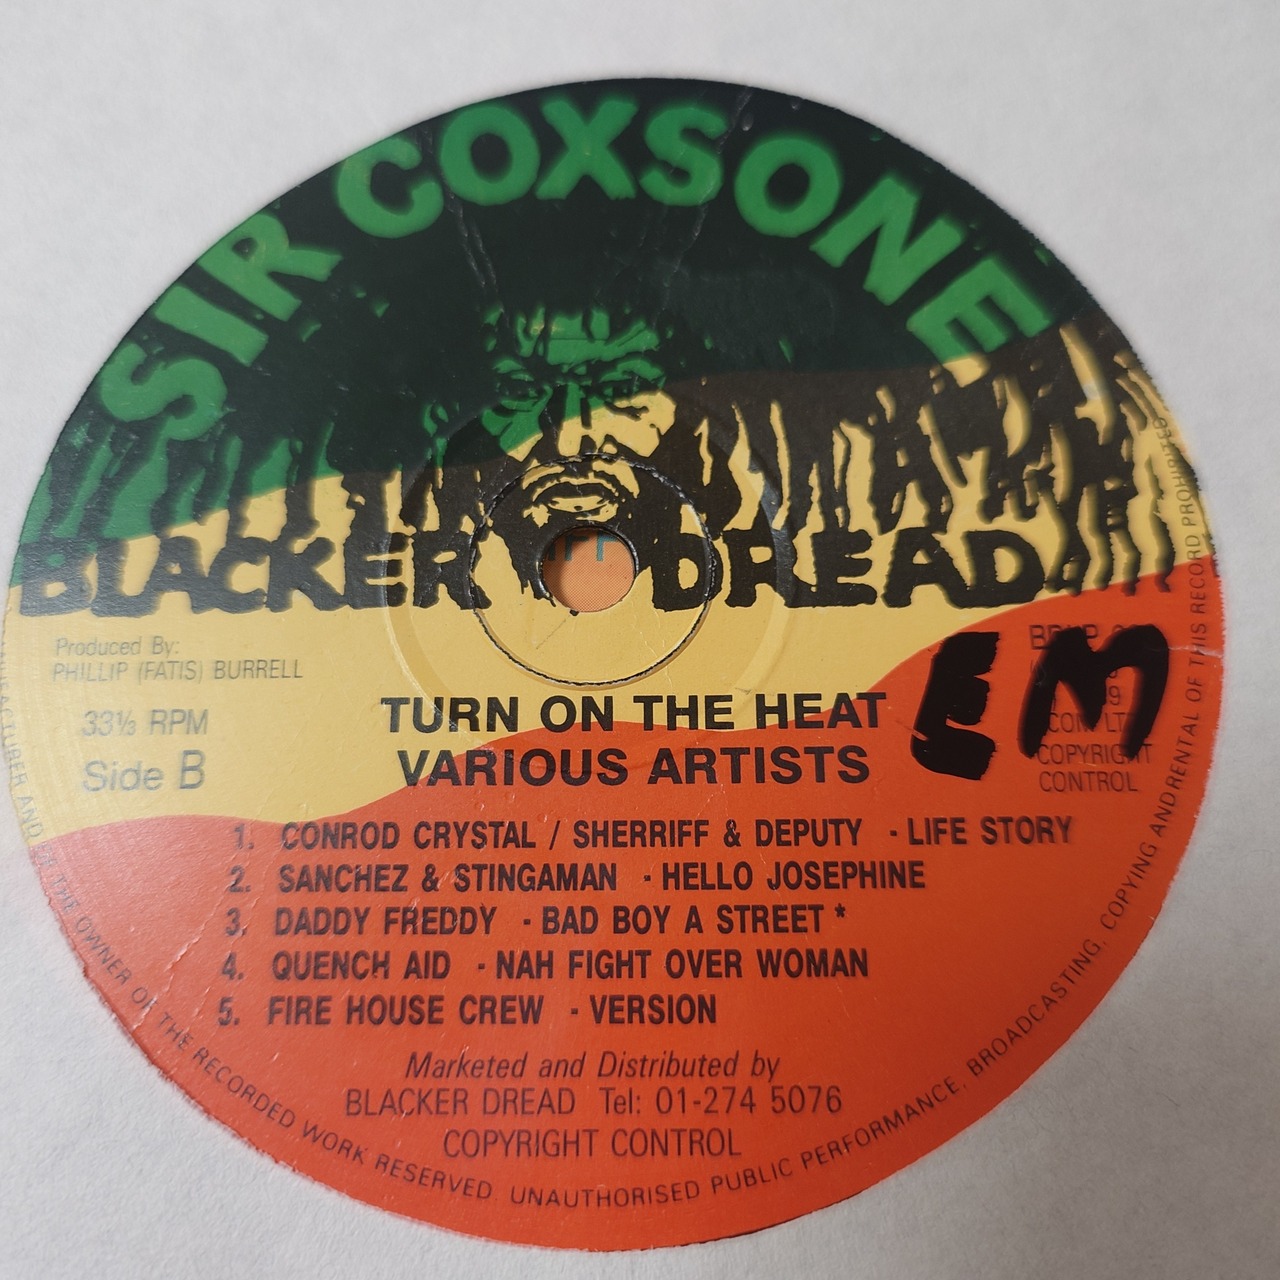 SIR COXSONE
BLACKER DREAD
Produced By:
PHILLIP (FATIS) BURRELL
33⅓ RPM
Side B
TURN ON THE HEAT
VARIOUS ARTISTS
EM
COPYRIGHT
CONTROL
1. CONROD CRYSTAL / SHERRIFF & DEPUTY - LIFE STORY
2. SANCHEZ & STINGAMAN - HELLO JOSEPHINE
3. DADDY FREDDY - BAD BOY A STREET *
4. QUENCH AID - NAH FIGHT OVER WOMAN
5. FIRE HOUSE CREW - VERSION
Marketed and Distributed by
BLACKER DREAD Tel: 01-274 5076
COPYRIGHT CONTROL
THE OWNER OF THE RECORDED WORK RESERVED UNAUTHORISED PUBLIC PERFORMANCE, BROADCASTING, COPYING AND RENTAL OF THIS RECORD PROHIBITED